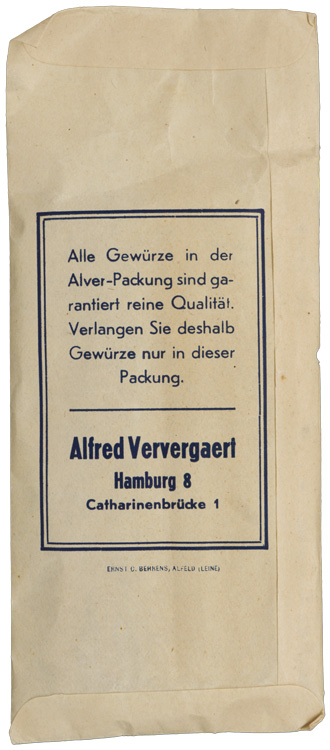 Alle Gewürze in der
Alver-Packung sind ga-
rantiert reine Qualität.
Verlangen Sie deshalb
Gewürze nur in dieser
Packung.
Alfred Ververgaert
Hamburg 8
Catharinenbrücke 1
ERNST C. BEHRENS, ALFELD (LEINE)